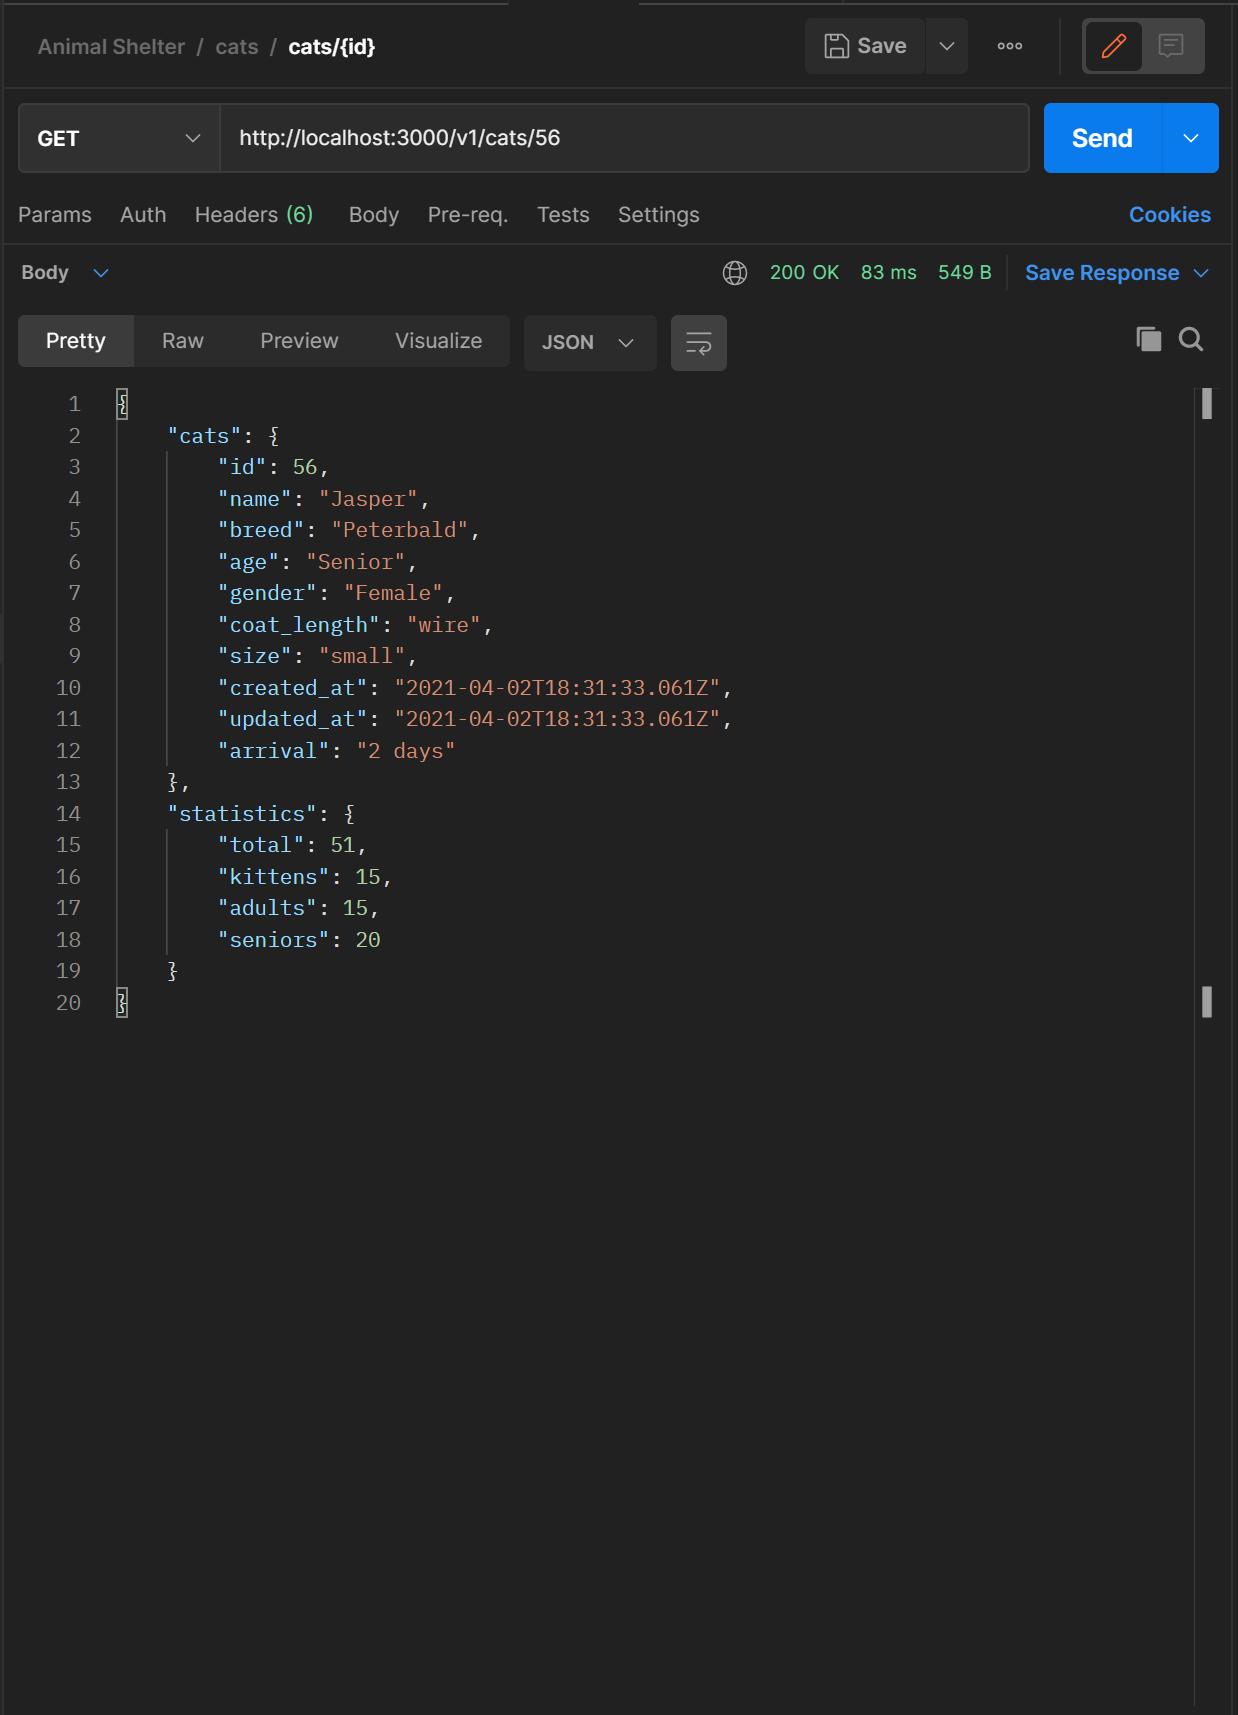 Animal Shelter / cats / cats/{id} Save
GET http://localhost:3000/v1/cats/56 Send
Params Auth Headers (6) Body Pre-req. Tests Settings Cookies
Body 200 OK 83 ms 549 B Save Response
Pretty Raw Preview Visualize JSON
1 {
2 "cats": {
3 "id": 56,
4 "name": "Jasper",
5 "breed": "Peterbald",
6 "age": "Senior",
7 "gender": "Female",
8 "coat_length": "wire",
9 "size": "small",
10 "created_at": "2021-04-02T18:31:33.061Z",
11 "updated_at": "2021-04-02T18:31:33.061Z",
12 "arrival": "2 days"
13 },
14 "statistics": {
15 "total": 51,
16 "kittens": 15,
17 "adults": 15,
18 "seniors": 20
19 }
20 }